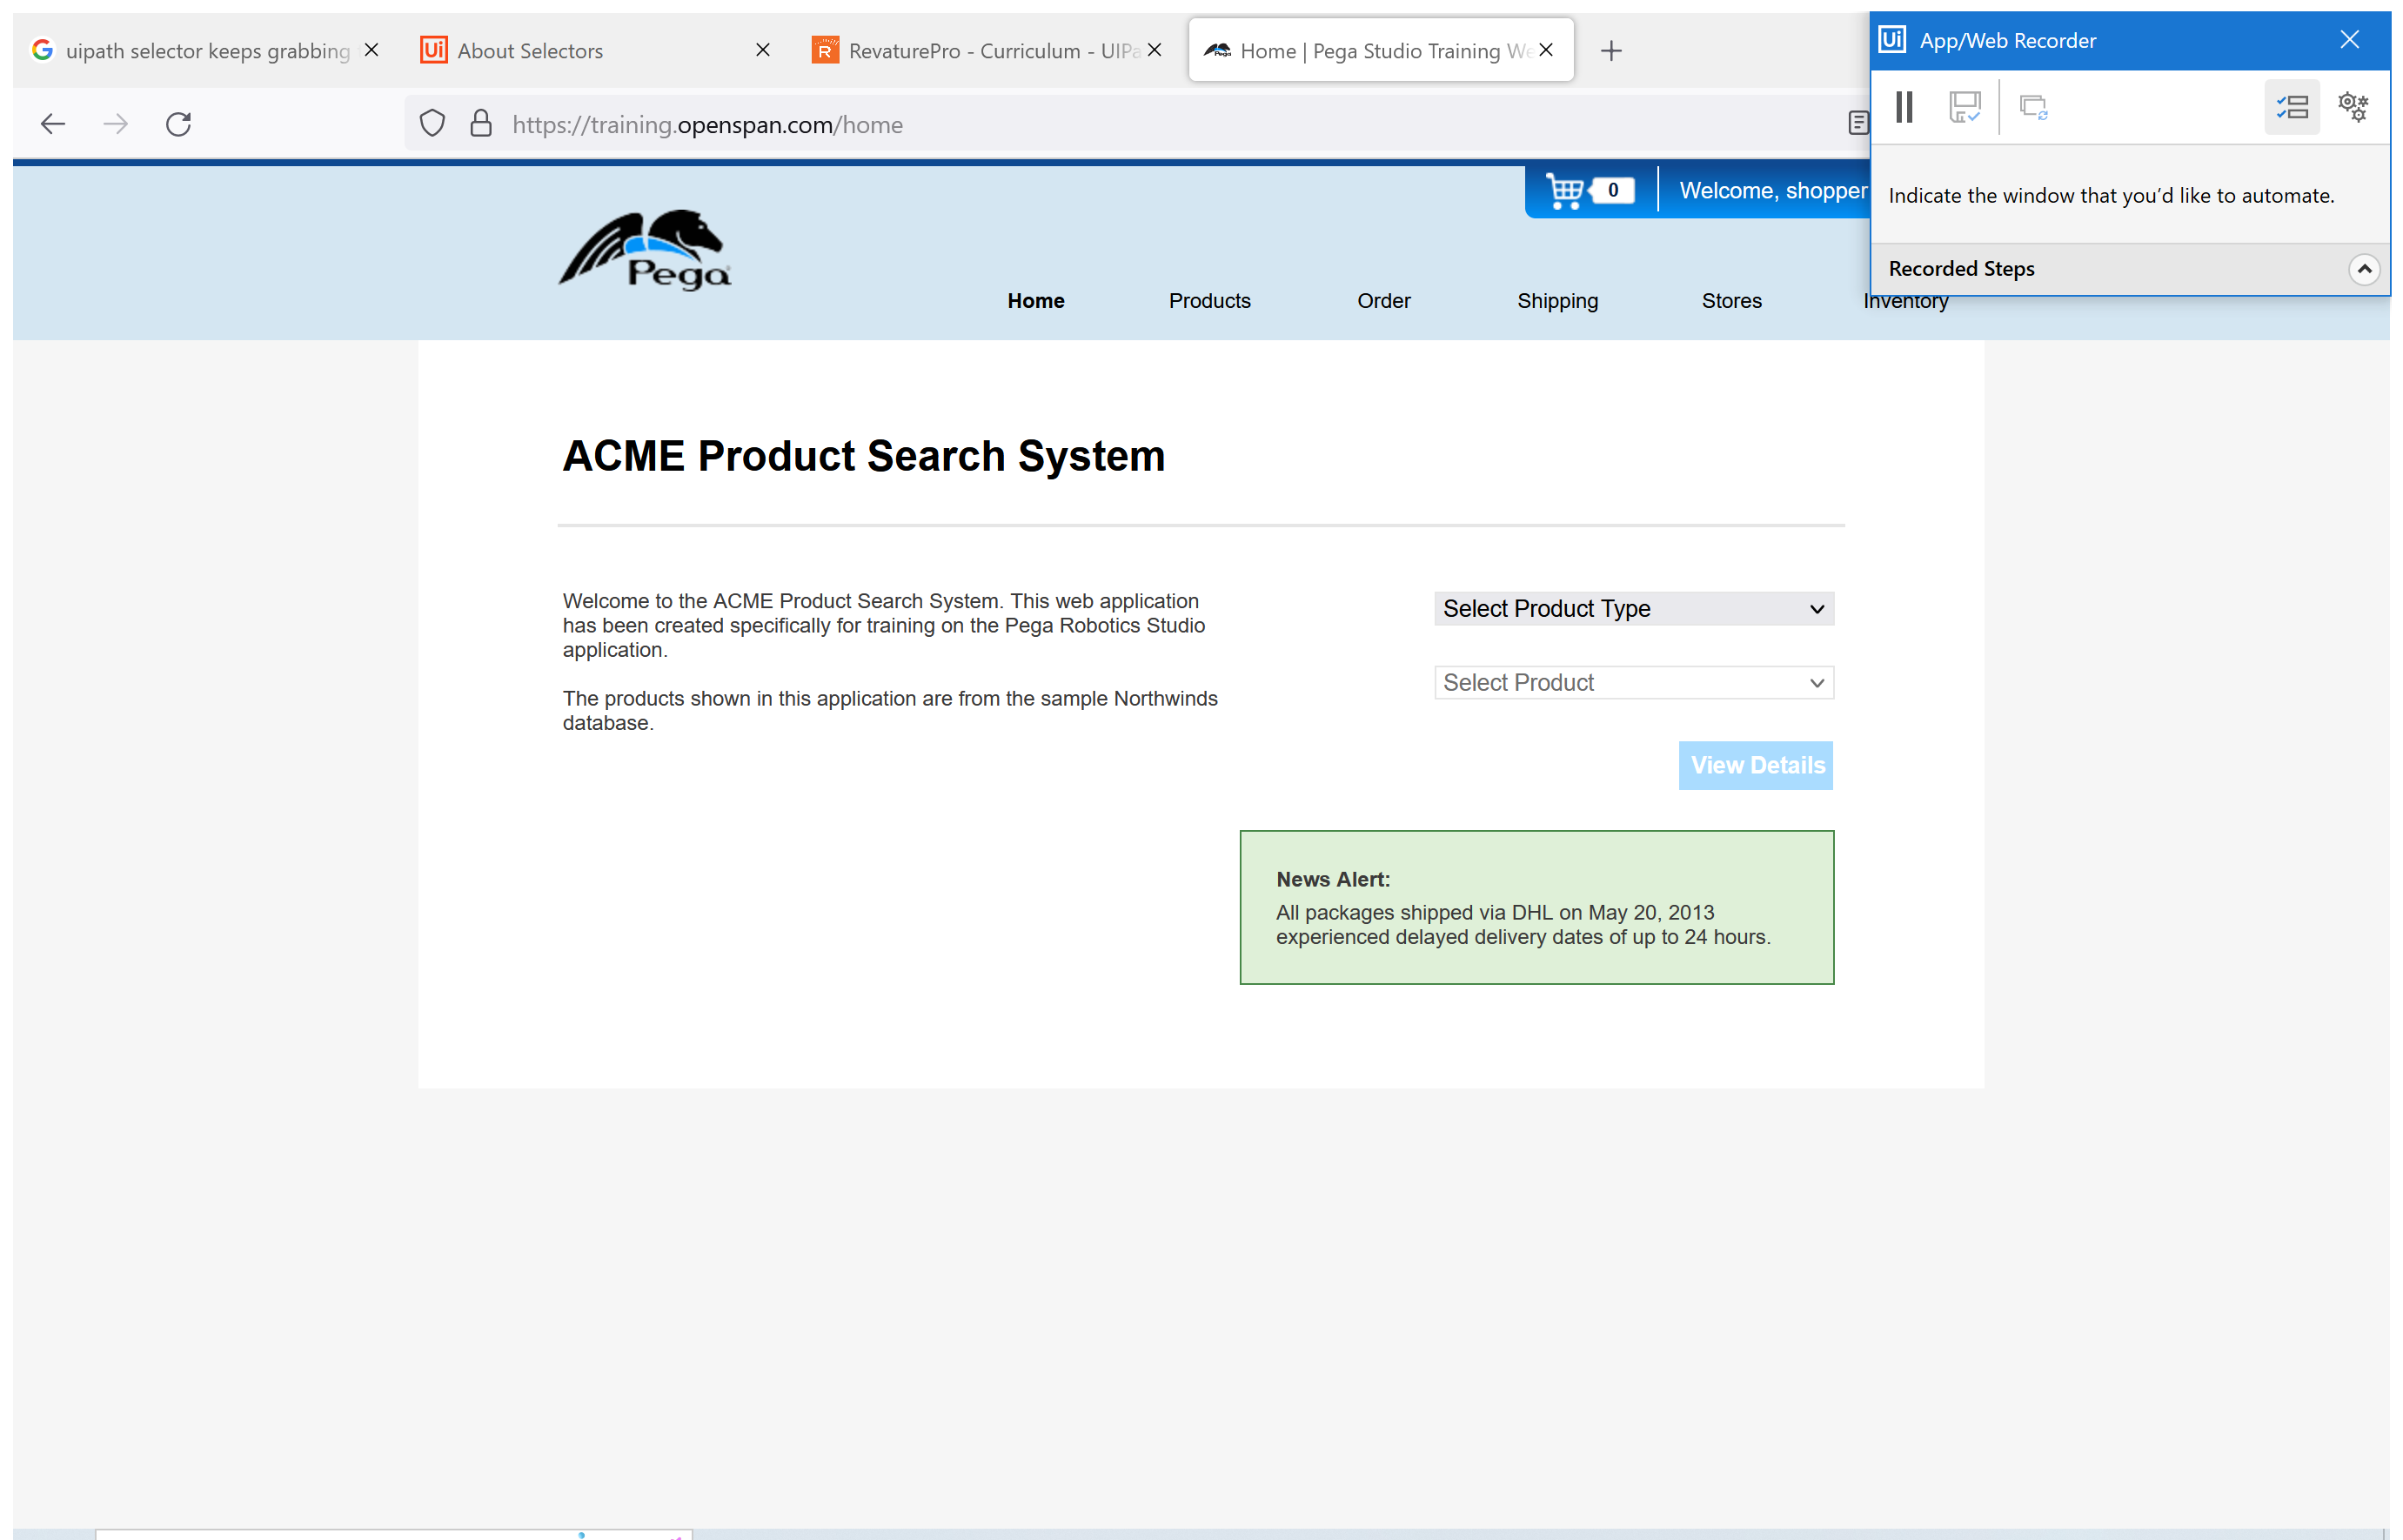 uipath selector keeps grabbing
About Selectors
RevaturePro - Curriculum - UIPa
Home | Pega Studio Training We
https://training.openspan.com/home
Ui App/Web Recorder
Indicate the window that you'd like to automate.
Recorded Steps
0
Welcome, shopper
Pega
Home
Products
Order
Shipping
Stores
Inventory
ACME Product Search System
Welcome to the ACME Product Search System. This web application
has been created specifically for training on the Pega Robotics Studio
application.
The products shown in this application are from the sample Northwinds
database.
Select Product Type
Select Product
View Details
News Alert:
All packages shipped via DHL on May 20, 2013
experienced delayed delivery dates of up to 24 hours.